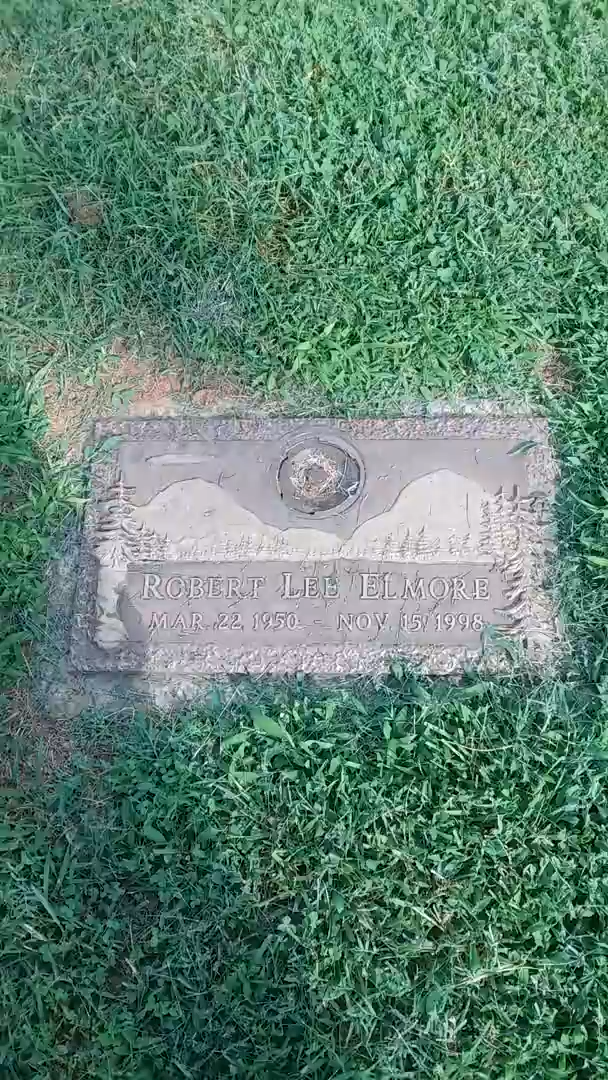 ROBERT LEE ELMORE
MAR. 22, 1950 – NOV. 15, 1998